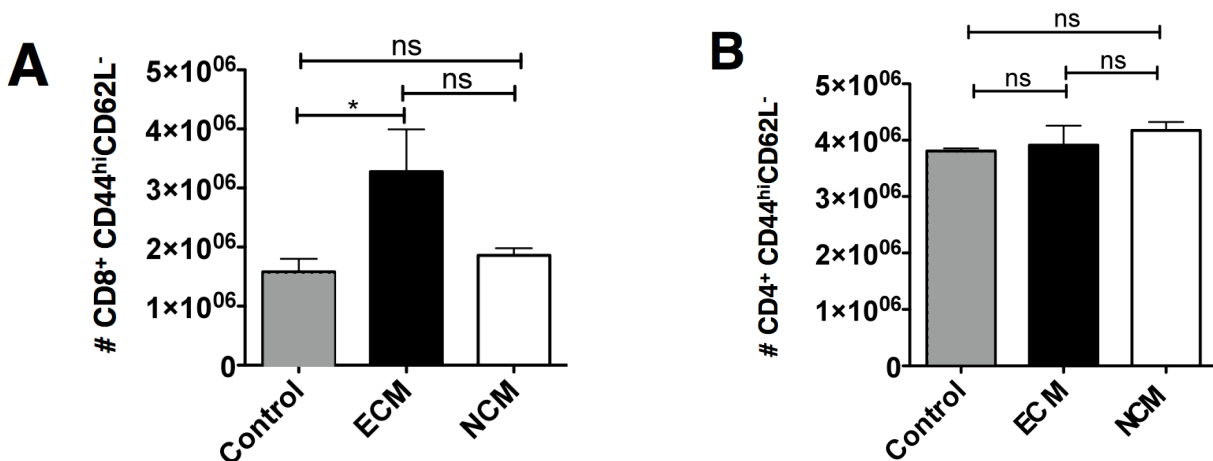 A
# CD8⁺ CD44ʰⁱCD62L⁻
5×10⁰⁶
4×10⁰⁶
3×10⁰⁶
2×10⁰⁶
1×10⁰⁶
0
ns
ns
*
Control
ECM
NCM
B
# CD4⁺ CD44ʰⁱCD62L⁻
5×10⁰⁶
4×10⁰⁶
3×10⁰⁶
2×10⁰⁶
1×10⁰⁶
0
ns
ns
ns
Control
ECM
NCM